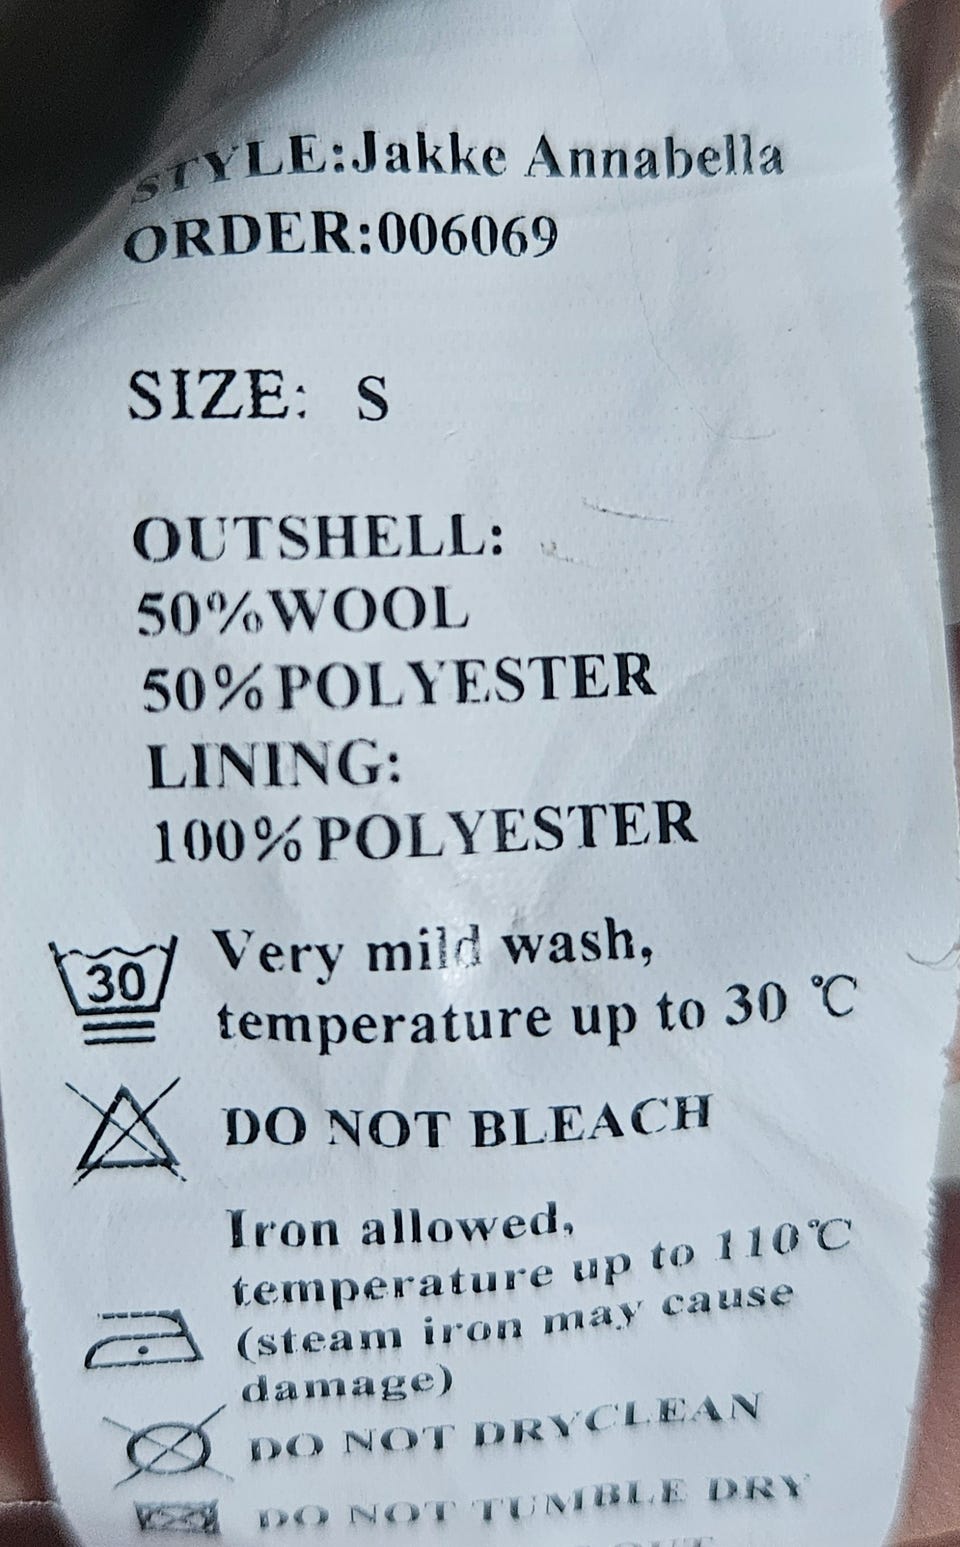 STYLE:Jakke Annabella
ORDER:006069
SIZE: S
OUTSHELL:
50%WOOL
50%POLYESTER
LINING:
100%POLYESTER
30 Very mild wash,
temperature up to 30 ℃
DO NOT BLEACH
Iron allowed,
temperature up to 110℃
(steam iron may cause
damage)
DO NOT DRYCLEAN
DO NOT TUMBLE DRY